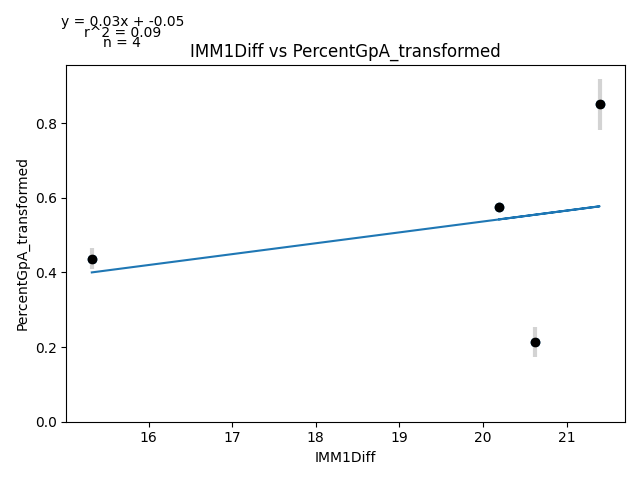 y = 0.03x + -0.05
r^2 = 0.09
n = 4
IMM1Diff vs PercentGpA_transformed
PercentGpA_transformed
0.8
0.6
0.4
0.2
0.0
16 17 18 19 20 21
IMM1Diff